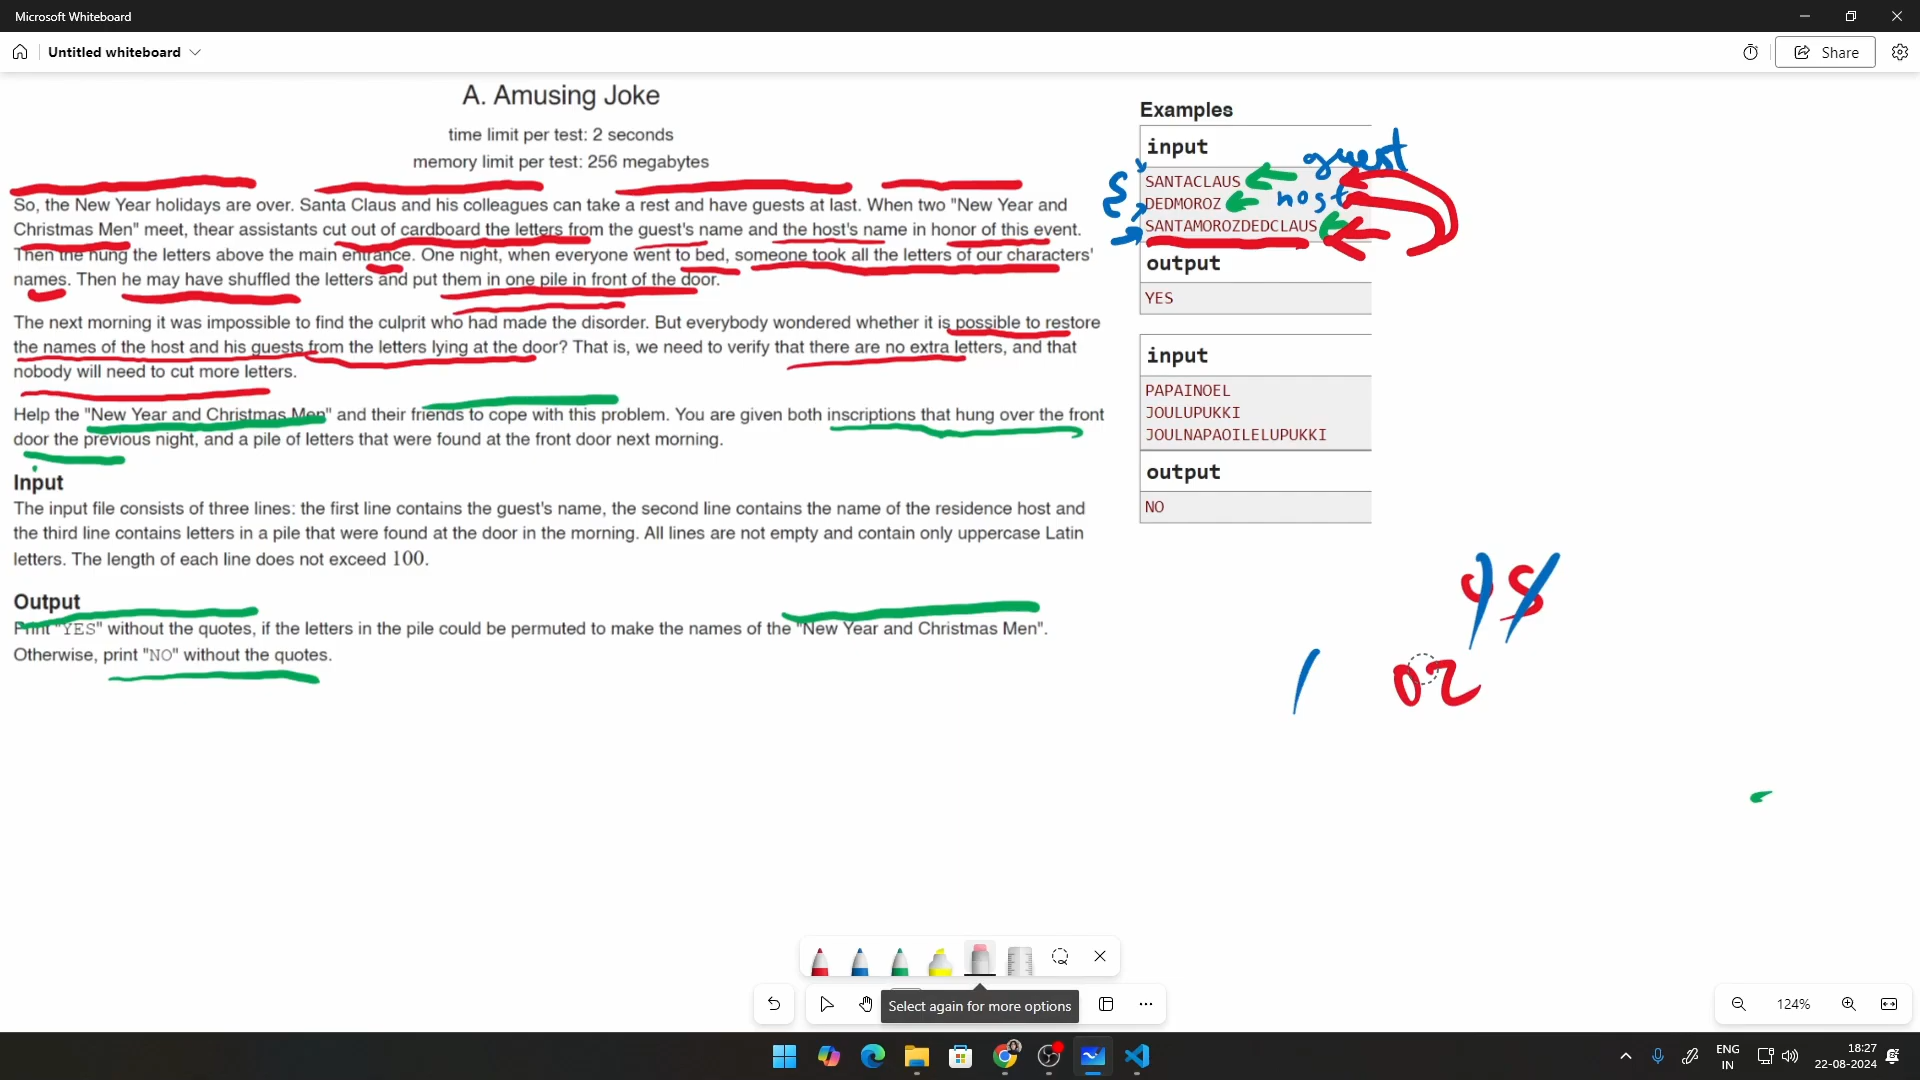 Microsoft Whiteboard
Untitled whiteboard
Share
A. Amusing Joke
time limit per test: 2 seconds
memory limit per test: 256 megabytes
So, the New Year holidays are over. Santa Claus and his colleagues can take a rest and have guests at last. When two "New Year and
Christmas Men" meet, thear assistants cut out of cardboard the letters from the guest's name and the host's name in honor of this event.
Then the hung the letters above the main entrance. One night, when everyone went to bed, someone took all the letters of our characters'
names. Then he may have shuffled the letters and put them in one pile in front of the door.
The next morning it was impossible to find the culprit who had made the disorder. But everybody wondered whether it is possible to restore
the names of the host and his guests from the letters lying at the door? That is, we need to verify that there are no extra letters, and that
nobody will need to cut more letters.
Help the "New Year and Christmas Men" and their friends to cope with this problem. You are given both inscriptions that hung over the front
door the previous night, and a pile of letters that were found at the front door next morning.
Input
The input file consists of three lines: the first line contains the guest's name, the second line contains the name of the residence host and
the third line contains letters in a pile that were found at the door in the morning. All lines are not empty and contain only uppercase Latin
letters. The length of each line does not exceed 100.
Output
Print "YES" without the quotes, if the letters in the pile could be permuted to make the names of the "New Year and Christmas Men".
Otherwise, print "NO" without the quotes.
Examples
input
guest
SANTACLAUS
host
DEDMOROZ
SANTAMOROZDEDCLAUS
output
YES
input
PAPAINOEL
JOULUPUKKI
JOULNAPAOILELUPUKKI
output
NO
OZ
Select again for more options
124%
ENG
IN
18:27
22-08-2024